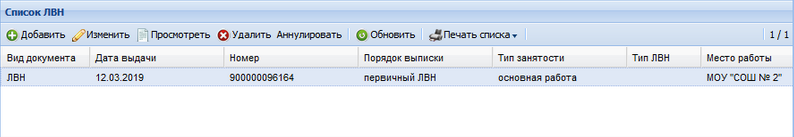 Список ЛВН
Добавить Изменить Просмотреть Удалить Аннулировать Обновить Печать списка 1 / 1
Вид документа Дата выдачи Номер Порядок выписки Тип занятости Тип ЛВН Место работы
ЛВН 12.03.2019 900000096164 первичный ЛВН основная работа МОУ "СОШ № 2"